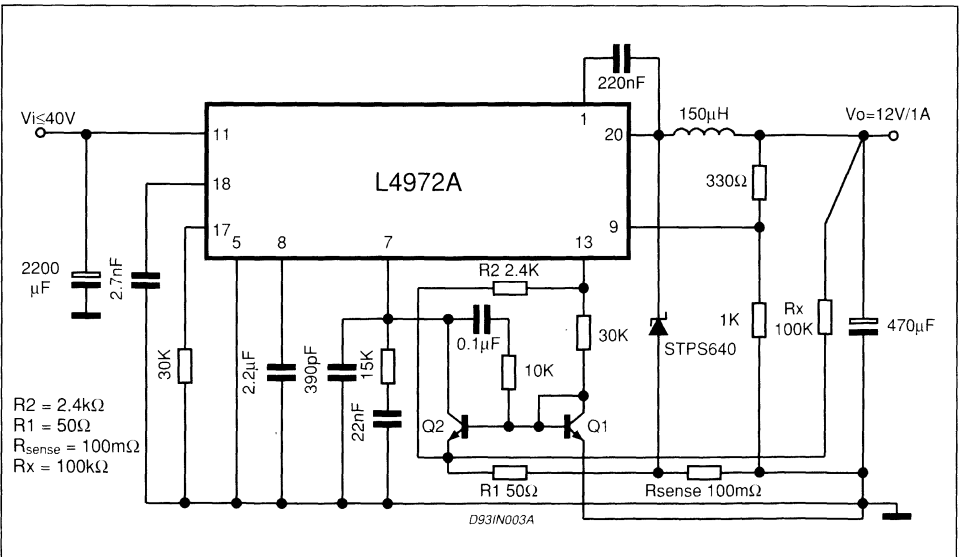 220nF
Vi≤40V
1
150µH
Vo=12V/1A
11
20
L4972A
18
330Ω
17
9
5
8
7
13
2200
µF
2.7nF
R2 2.4K
30K
2.2µF
390pF
15K
0.1µF
30K
STPS640
1K
Rx
100K
470µF
10K
22nF
Q2
Q1
R2 = 2.4kΩ
R1 = 50Ω
Rsense = 100mΩ
Rx = 100kΩ
R1 50Ω
Rsense 100mΩ
D93IN003A